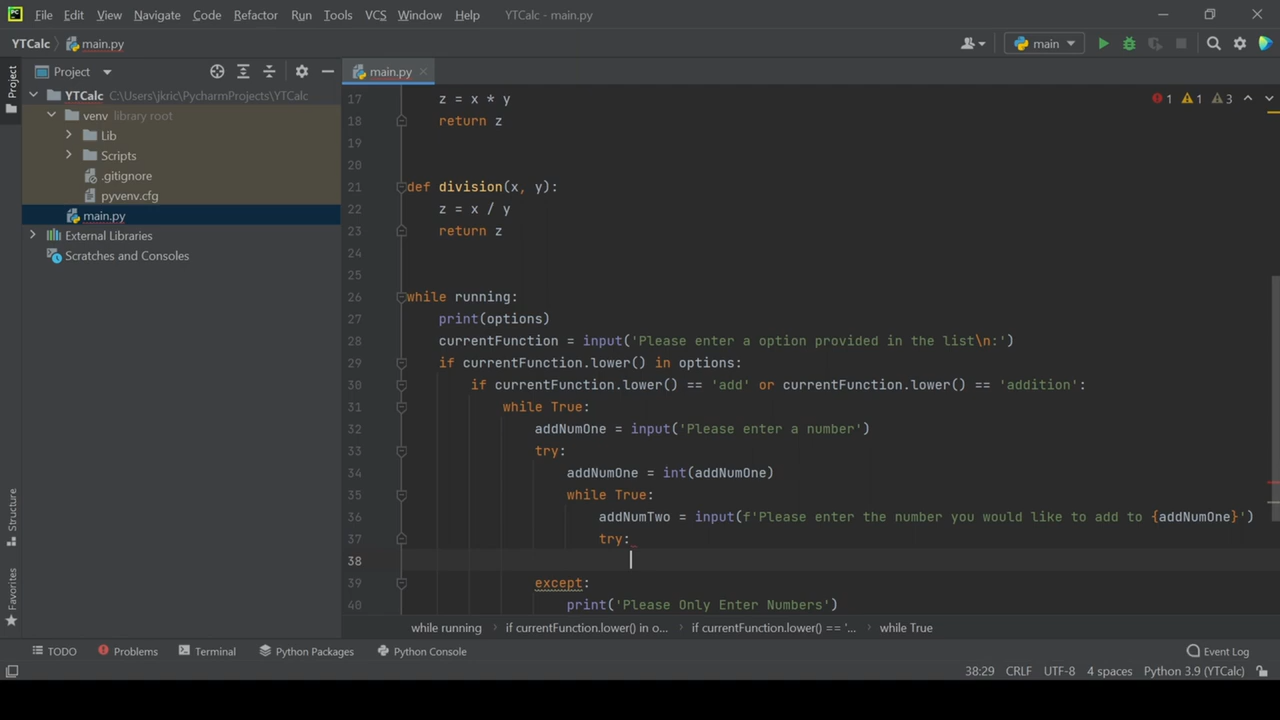 PC File Edit View Navigate Code Refactor Run Tools VCS Window Help YTCalc - main.py
YTCalc main.py main
Project
Project main.py
YTCalc C:\Users\jkric\PycharmProjects\YTCalc
venv library root
Lib
Scripts
.gitignore
pyvenv.cfg
main.py
External Libraries
Scratches and Consoles
1 1 3
17 z = x * y
18 return z
19
20
21 def division(x, y):
22 z = x / y
23 return z
24
25
26 while running:
27 print(options)
28 currentFunction = input('Please enter a option provided in the list\n:')
29 if currentFunction.lower() in options:
30 if currentFunction.lower() == 'add' or currentFunction.lower() == 'addition':
31 while True:
32 addNumOne = input('Please enter a number')
33 try:
34 addNumOne = int(addNumOne)
35 while True:
36 addNumTwo = input(f'Please enter the number you would like to add to {addNumOne}')
37 try:
38
39 except:
40 print('Please Only Enter Numbers')
while running if currentFunction.lower() in o... if currentFunction.lower() == '... while True
Structure
Favorites
TODO Problems Terminal Python Packages Python Console Event Log
38:29 CRLF UTF-8 4 spaces Python 3.9 (YTCalc)